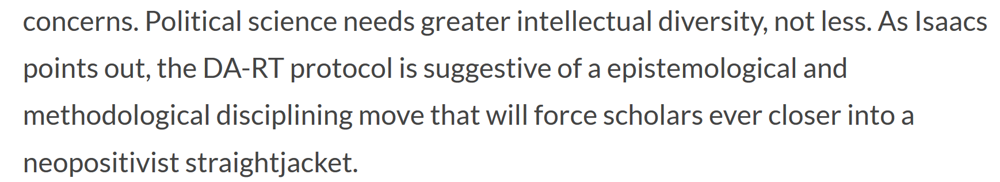 concerns. Political science needs greater intellectual diversity, not less. As Isaacs
points out, the DA-RT protocol is suggestive of a epistemological and
methodological disciplining move that will force scholars ever closer into a
neopositivist straightjacket.